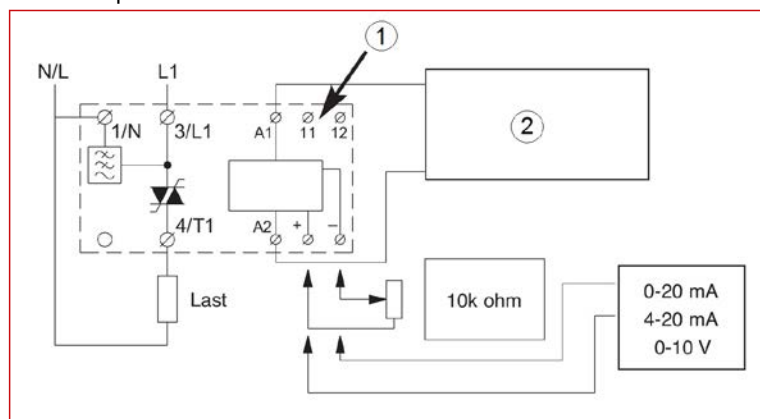 1
N/L
L1
1/N
3/L1
A1
11
12
2
4/T1
A2
+
−
Last
10k ohm
0-20 mA
4-20 mA
0-10 V